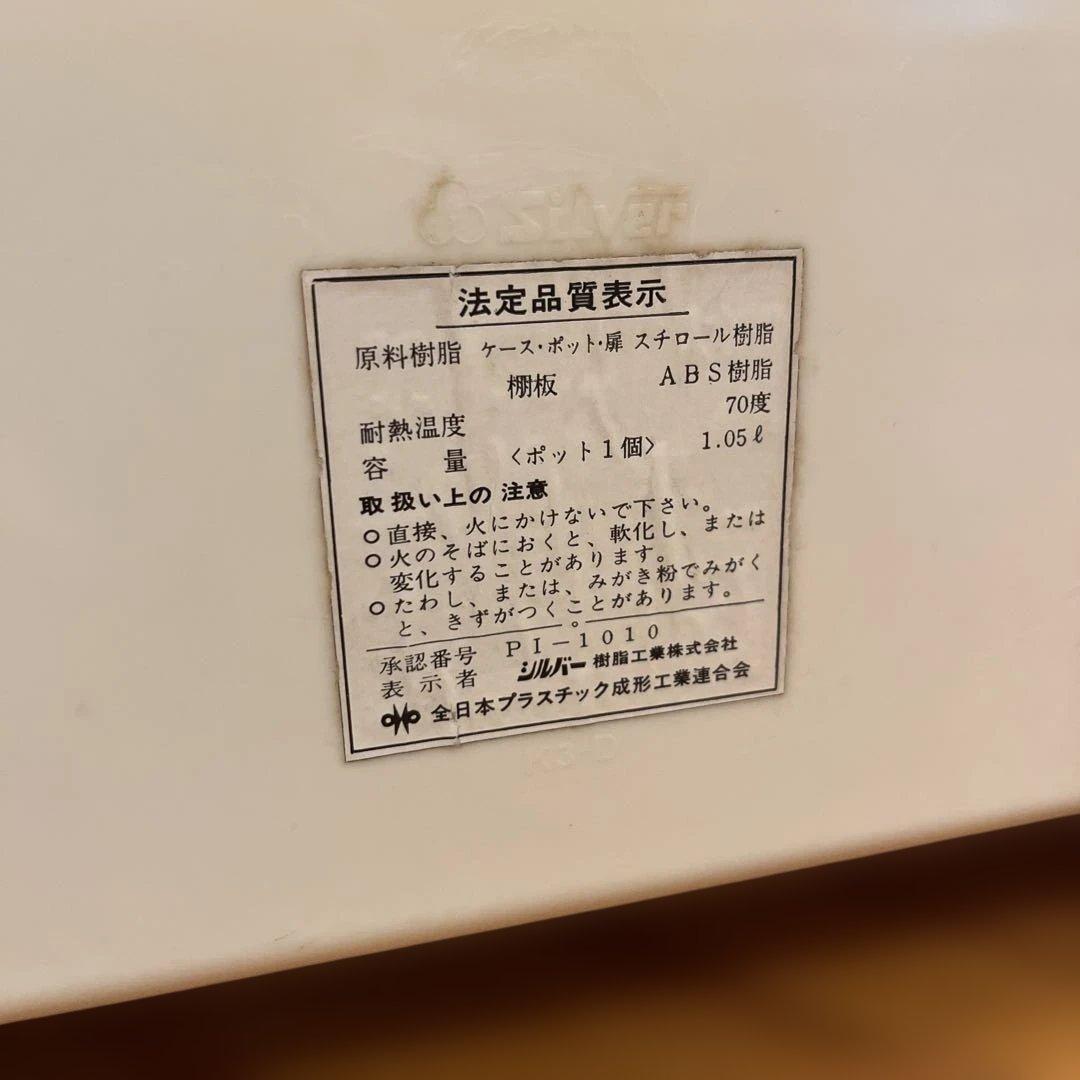 法定品質表示
原料樹脂 ケース・ポット・扉 スチロール樹脂
棚板 ABS樹脂
耐熱温度 70度
容量 〈ポット1個〉 1.05ℓ
取扱い上の注意
○直接、火にかけないで下さい。
○火のそばにおくと、軟化し、または
変化することがあります。
○たわし、または、みがき粉でみがく
と、きずがつくことがあります。
承認番号 PI-1010
表示者 シルバー樹脂工業株式会社
全日本プラスチック成形工業連合会